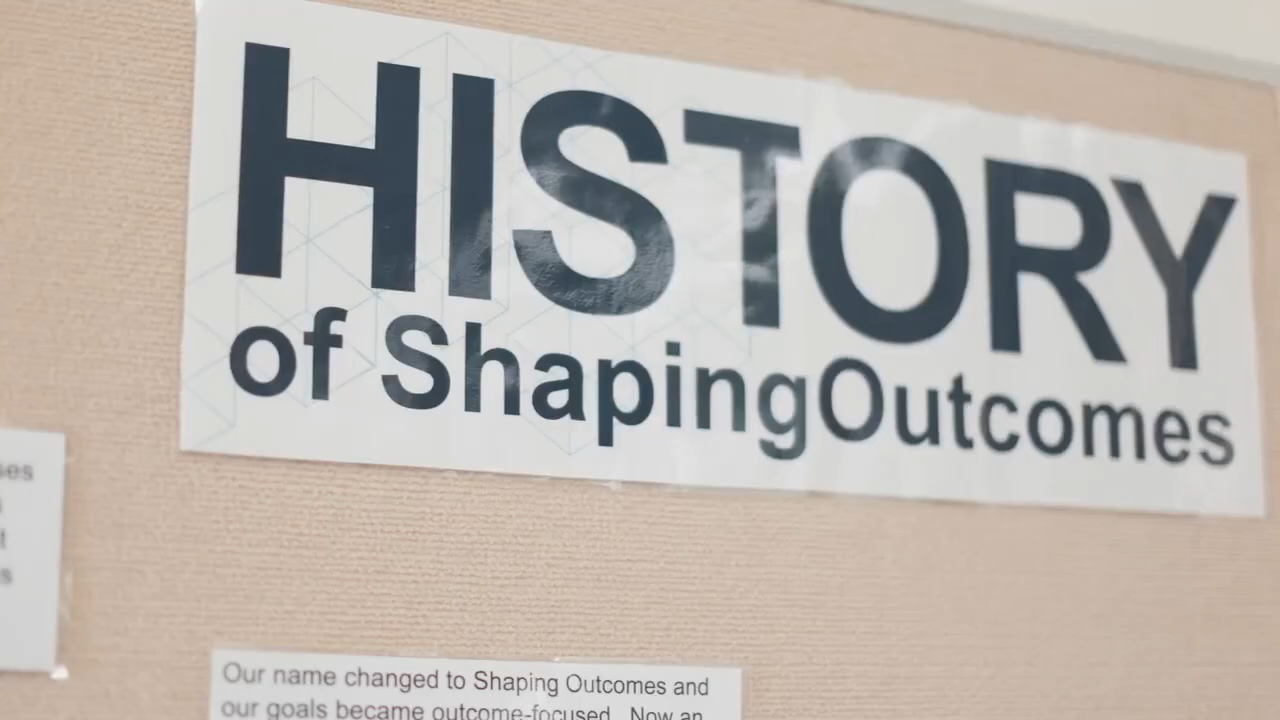 HISTORY
of ShapingOutcomes
Our name changed to Shaping Outcomes and
our goals became outcome-focused. Now an